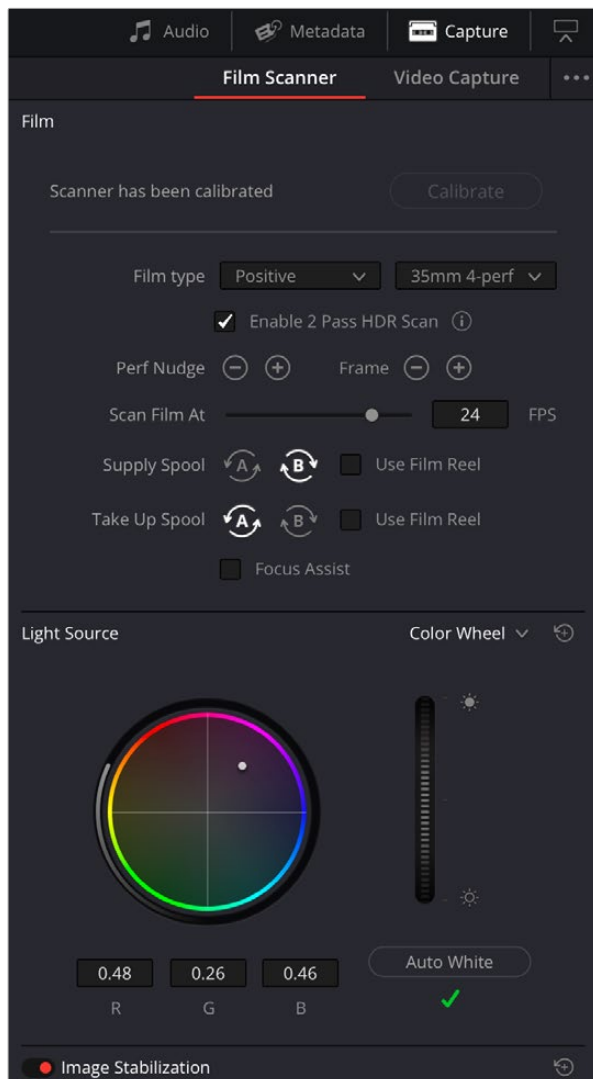 Audio Metadata Capture
Film Scanner Video Capture
Film
Scanner has been calibrated Calibrate
Film type Positive 35mm 4-perf
Enable 2 Pass HDR Scan
Perf Nudge Frame
Scan Film At 24 FPS
Supply Spool A B Use Film Reel
Take Up Spool A B Use Film Reel
Focus Assist
Light Source Color Wheel
0.48 0.26 0.46 Auto White
R G B
Image Stabilization